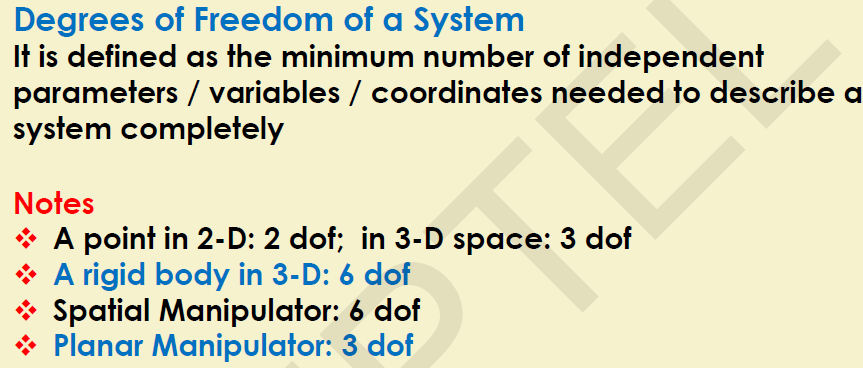 Degrees of Freedom of a System
It is defined as the minimum number of independent
parameters / variables / coordinates needed to describe a
system completely
Notes
❖ A point in 2-D: 2 dof; in 3-D space: 3 dof
❖ A rigid body in 3-D: 6 dof
❖ Spatial Manipulator: 6 dof
❖ Planar Manipulator: 3 dof
PTEL